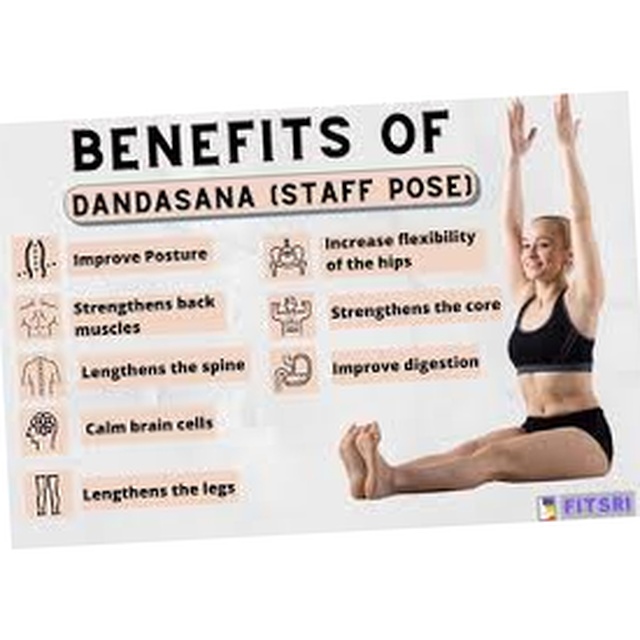 BENEFITS OF
DANDASANA (STAFF POSE)
Improve Posture
Strengthens back
muscles
Lengthens the spine
Calm brain cells
Lengthens the legs
Increase flexibility
of the hips
Strengthens the core
Improve digestion
FITSRI